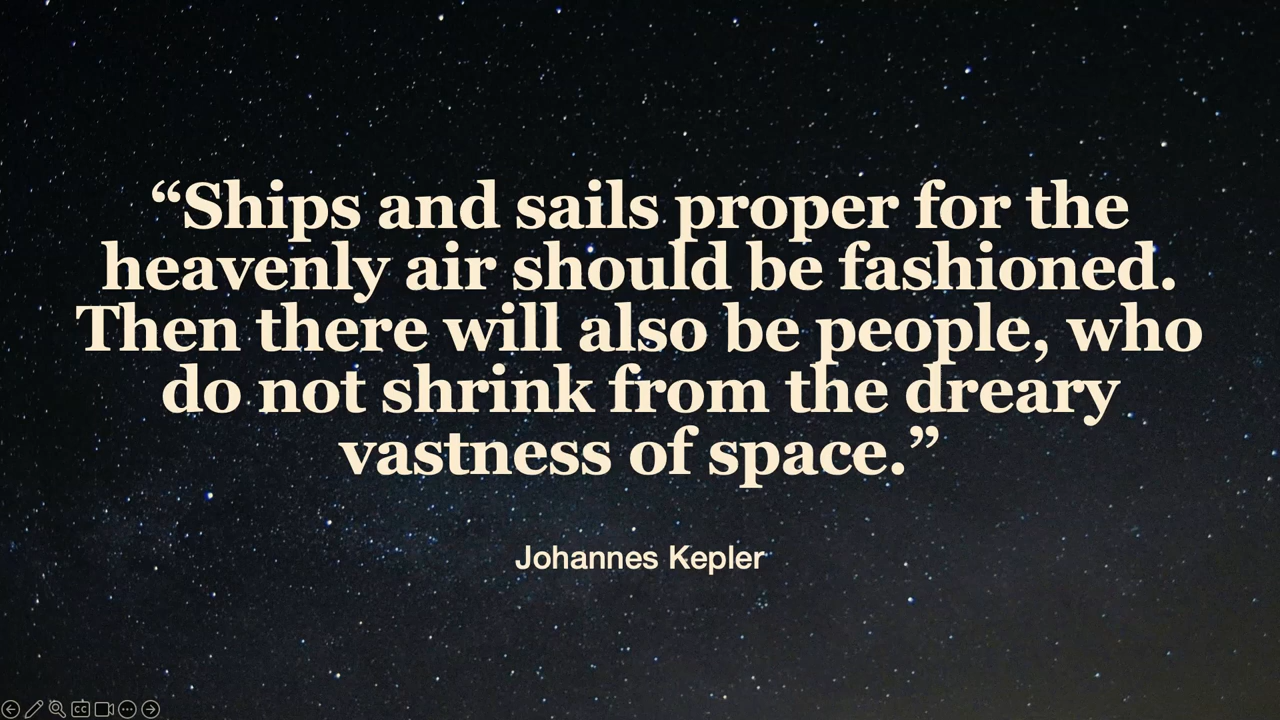 “Ships and sails proper for the
heavenly air should be fashioned.
Then there will also be people, who
do not shrink from the dreary
vastness of space.”
Johannes Kepler
CC